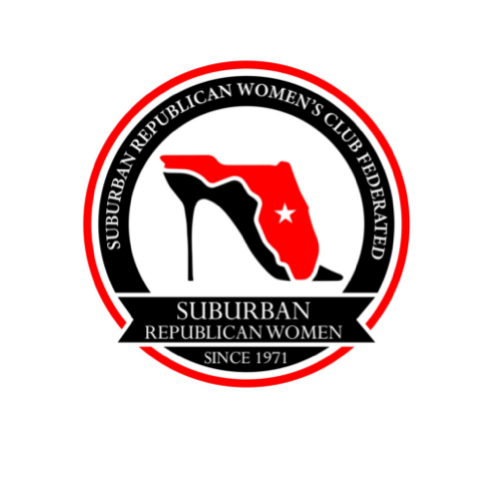 SUBURBAN REPUBLICAN WOMEN'S CLUB FEDERATED
SUBURBAN
REPUBLICAN WOMEN
SINCE 1971